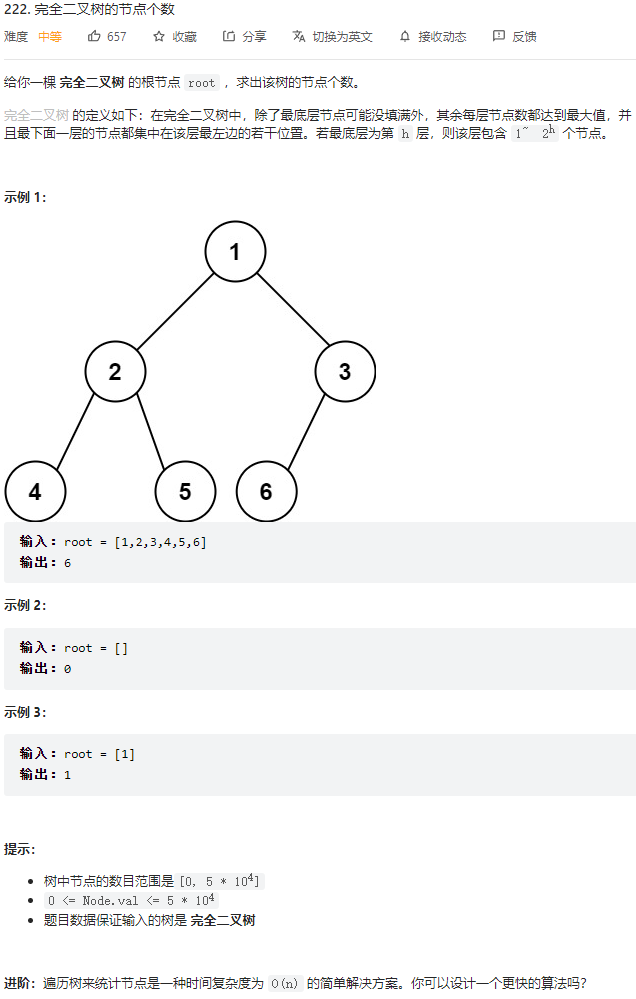 222. 完全二叉树的节点个数
难度 中等 657 收藏 分享 切换为英文 接收动态 反馈
给你一棵 完全二叉树 的根节点 root ，求出该树的节点个数。
完全二叉树 的定义如下：在完全二叉树中，除了最底层节点可能没填满外，其余每层节点数都达到最大值，并
且最下面一层的节点都集中在该层最左边的若干位置。若最底层为第 h 层，则该层包含 1~ 2^h 个节点。
示例 1：
1
2 3
4 5 6
输入：root = [1,2,3,4,5,6]
输出：6
示例 2：
输入：root = []
输出：0
示例 3：
输入：root = [1]
输出：1
提示：
• 树中节点的数目范围是 [0, 5 * 10^4]
• 0 <= Node.val <= 5 * 10^4
• 题目数据保证输入的树是 完全二叉树
进阶：遍历树来统计节点是一种时间复杂度为 O(n) 的简单解决方案。你可以设计一个更快的算法吗？